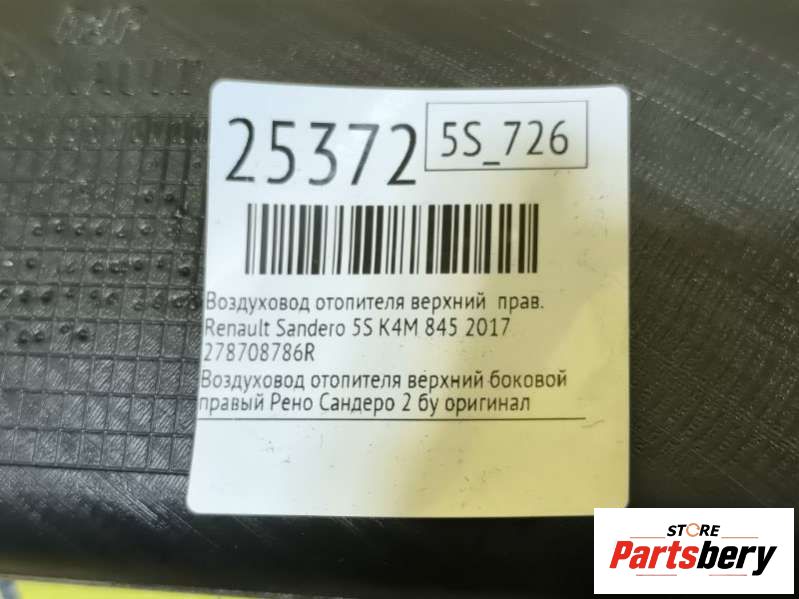 25372
5S_726
Воздуховод отопителя верхний прав.
Renault Sandero 5S K4M 845 2017
278708786R
Воздуховод отопителя верхний боковой
правый Рено Сандеро 2 бу оригинал
STORE
Partsbery